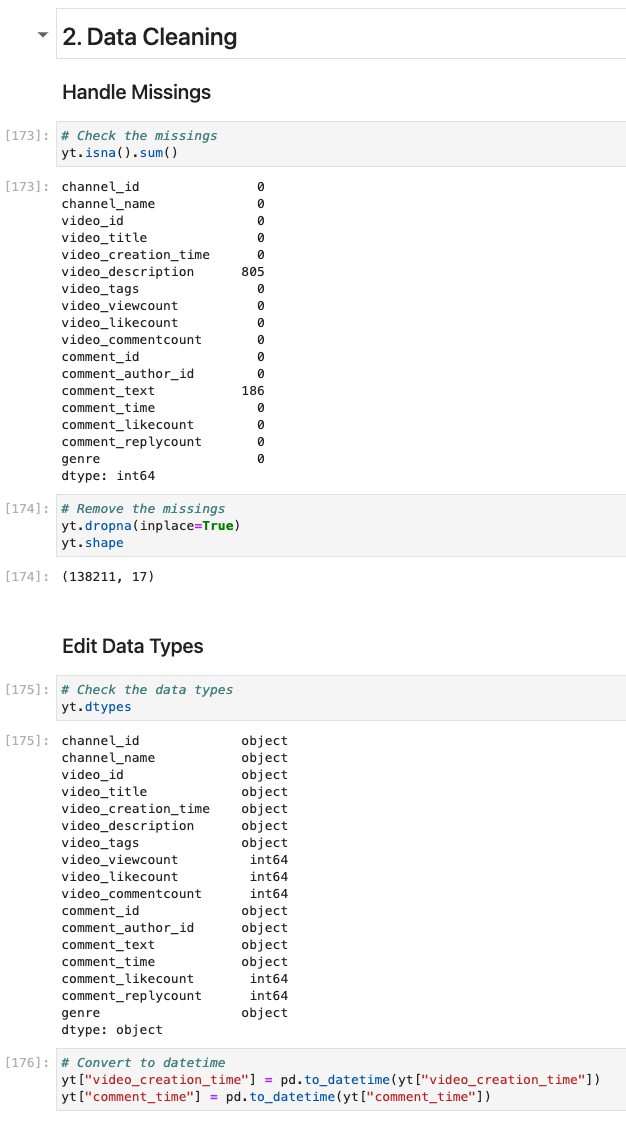 2. Data Cleaning
Handle Missings
[173]: # Check the missings
yt.isna().sum()
[173]: channel_id 0
channel_name 0
video_id 0
video_title 0
video_creation_time 0
video_description 805
video_tags 0
video_viewcount 0
video_likecount 0
video_commentcount 0
comment_id 0
comment_author_id 0
comment_text 186
comment_time 0
comment_likecount 0
comment_replycount 0
genre 0
dtype: int64
[174]: # Remove the missings
yt.dropna(inplace=True)
yt.shape
[174]: (138211, 17)
Edit Data Types
[175]: # Check the data types
yt.dtypes
[175]: channel_id object
channel_name object
video_id object
video_title object
video_creation_time object
video_description object
video_tags object
video_viewcount int64
video_likecount int64
video_commentcount int64
comment_id object
comment_author_id object
comment_text object
comment_time object
comment_likecount int64
comment_replycount int64
genre object
dtype: object
[176]: # Convert to datetime
yt["video_creation_time"] = pd.to_datetime(yt["video_creation_time"])
yt["comment_time"] = pd.to_datetime(yt["comment_time"])